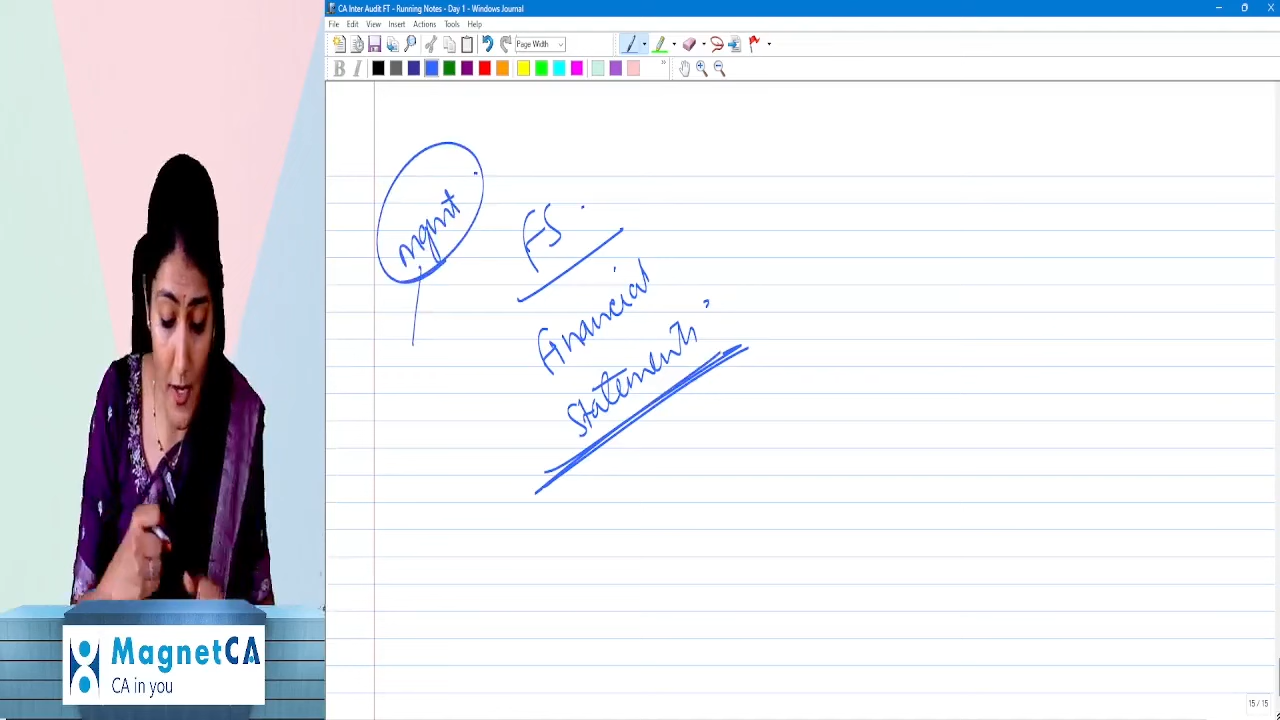 CA Inter Audit FT - Running Notes - Day 1 - Windows Journal
File Edit View Insert Actions Tools Help
Page Width
B I
mgmt
FS
financial
statements
MagnetCA
CA in you
15 / 15